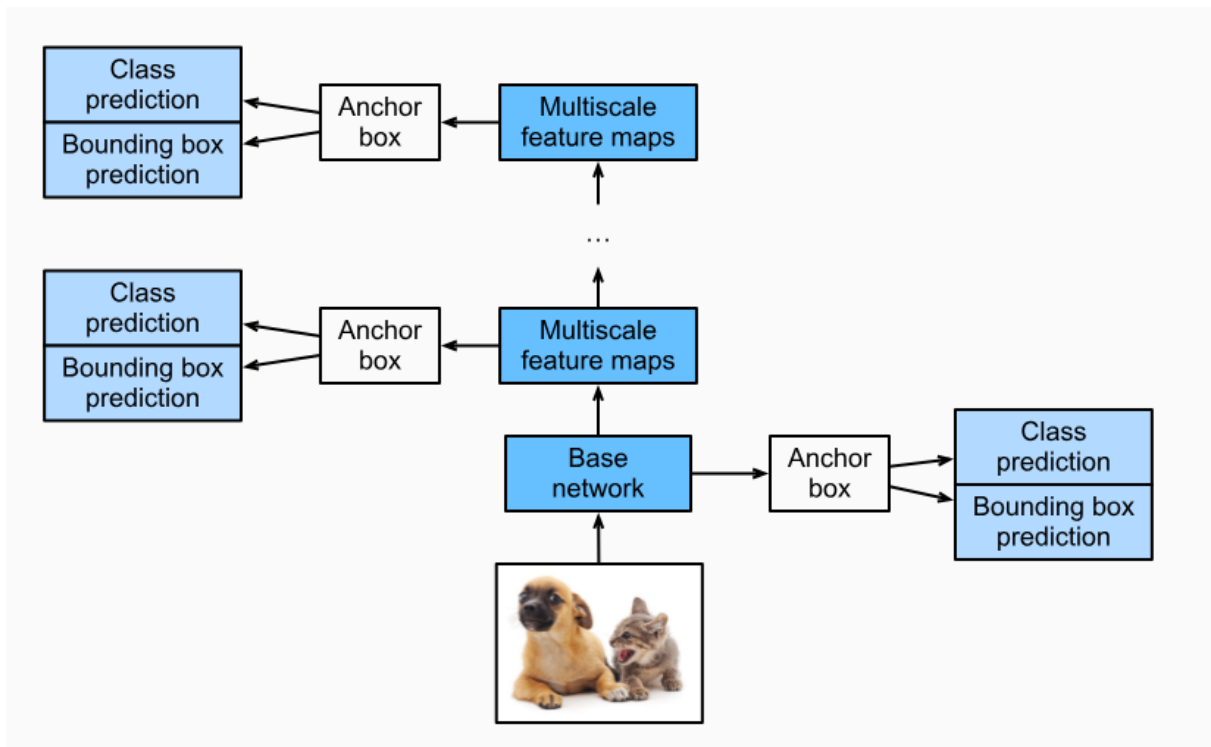 Class
prediction
Bounding box
prediction
Anchor
box
Multiscale
feature maps
...
Class
prediction
Bounding box
prediction
Anchor
box
Multiscale
feature maps
Base
network
Anchor
box
Class
prediction
Bounding box
prediction